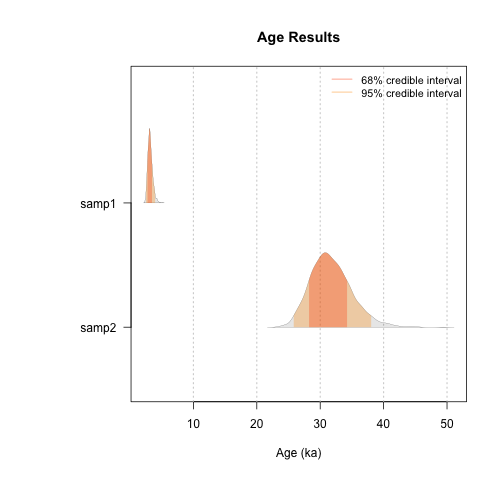 Age Results
68% credible interval
95% credible interval
samp1
samp2
10 20 30 40 50
Age (ka)